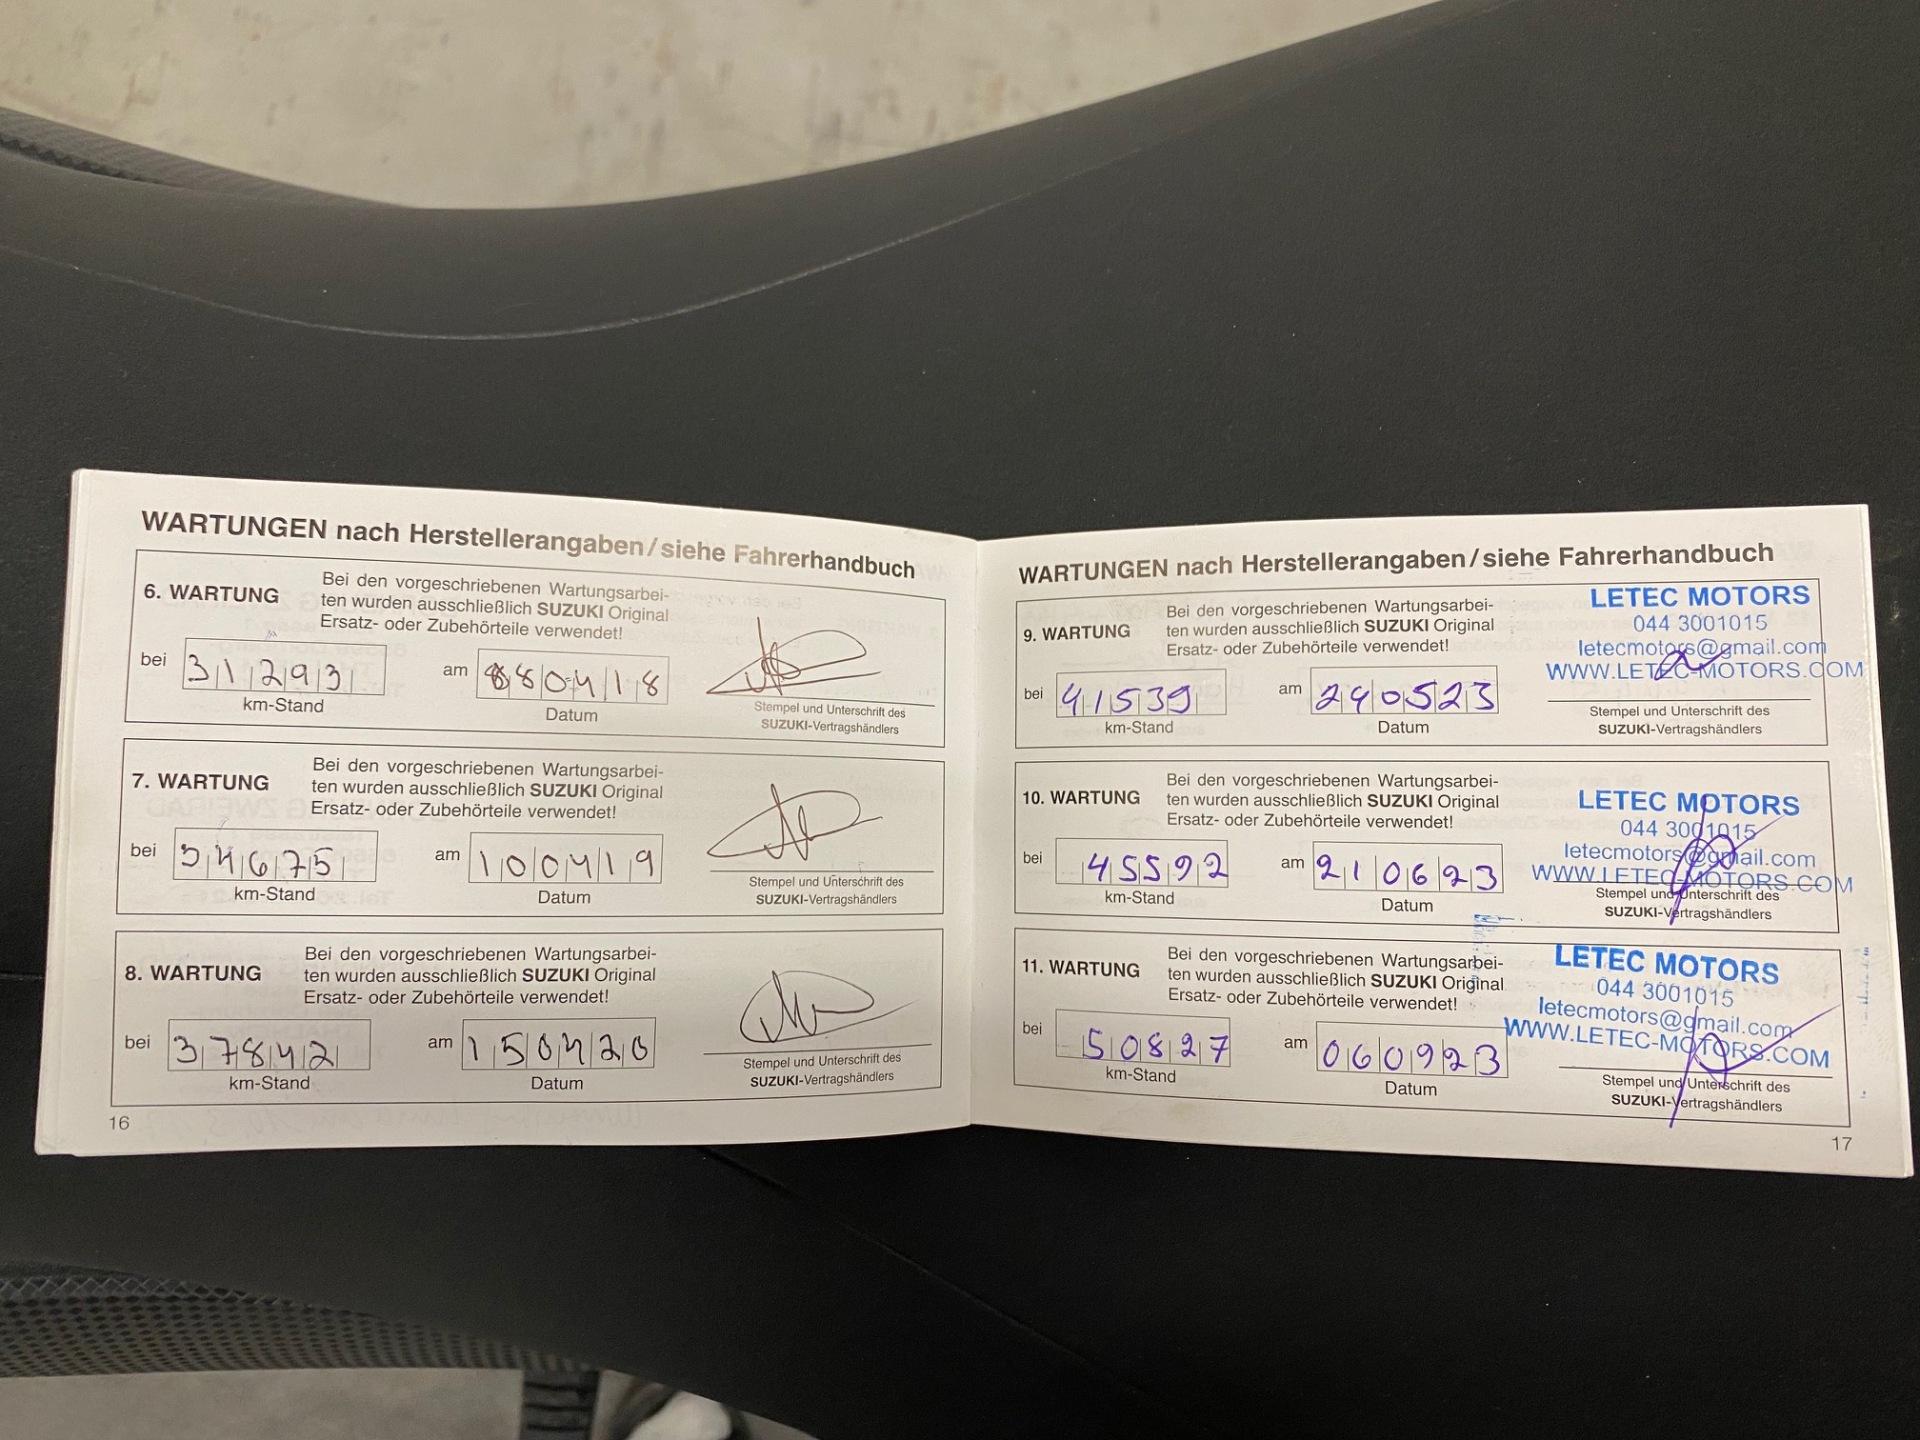 WARTUNGEN nach Herstellerangaben/siehe Fahrerhandbuch
6. WARTUNG
Bei den vorgeschriebenen Wartungsarbei-
ten wurden ausschließlich SUZUKI Original
Ersatz- oder Zubehörteile verwendet!
bei 31293 am 080418
km-Stand Datum
Stempel und Unterschrift des
SUZUKI-Vertragshändlers
7. WARTUNG
Bei den vorgeschriebenen Wartungsarbei-
ten wurden ausschließlich SUZUKI Original
Ersatz- oder Zubehörteile verwendet!
bei 34675 am 100419
km-Stand Datum
Stempel und Unterschrift des
SUZUKI-Vertragshändlers
8. WARTUNG
Bei den vorgeschriebenen Wartungsarbei-
ten wurden ausschließlich SUZUKI Original
Ersatz- oder Zubehörteile verwendet!
bei 37842 am 150420
km-Stand Datum
Stempel und Unterschrift des
SUZUKI-Vertragshändlers
16
WARTUNGEN nach Herstellerangaben/siehe Fahrerhandbuch
9. WARTUNG
Bei den vorgeschriebenen Wartungsarbei-
ten wurden ausschließlich SUZUKI Original
Ersatz- oder Zubehörteile verwendet!
LETEC MOTORS
044 3001015
letecmotors@gmail.com
WWW.LETEC-MOTORS.COM
bei 41539 am 240523
km-Stand Datum
Stempel und Unterschrift des
SUZUKI-Vertragshändlers
10. WARTUNG
Bei den vorgeschriebenen Wartungsarbei-
ten wurden ausschließlich SUZUKI Original
Ersatz- oder Zubehörteile verwendet!
LETEC MOTORS
044 3001015
letecmotors@gmail.com
WWW.LETEC-MOTORS.COM
bei 45592 am 210623
km-Stand Datum
Stempel und Unterschrift des
SUZUKI-Vertragshändlers
11. WARTUNG
Bei den vorgeschriebenen Wartungsarbei-
ten wurden ausschließlich SUZUKI Original
Ersatz- oder Zubehörteile verwendet!
LETEC MOTORS
044 3001015
letecmotors@gmail.com
WWW.LETEC-MOTORS.COM
bei 50827 am 060923
km-Stand Datum
Stempel und Unterschrift des
SUZUKI-Vertragshändlers
17